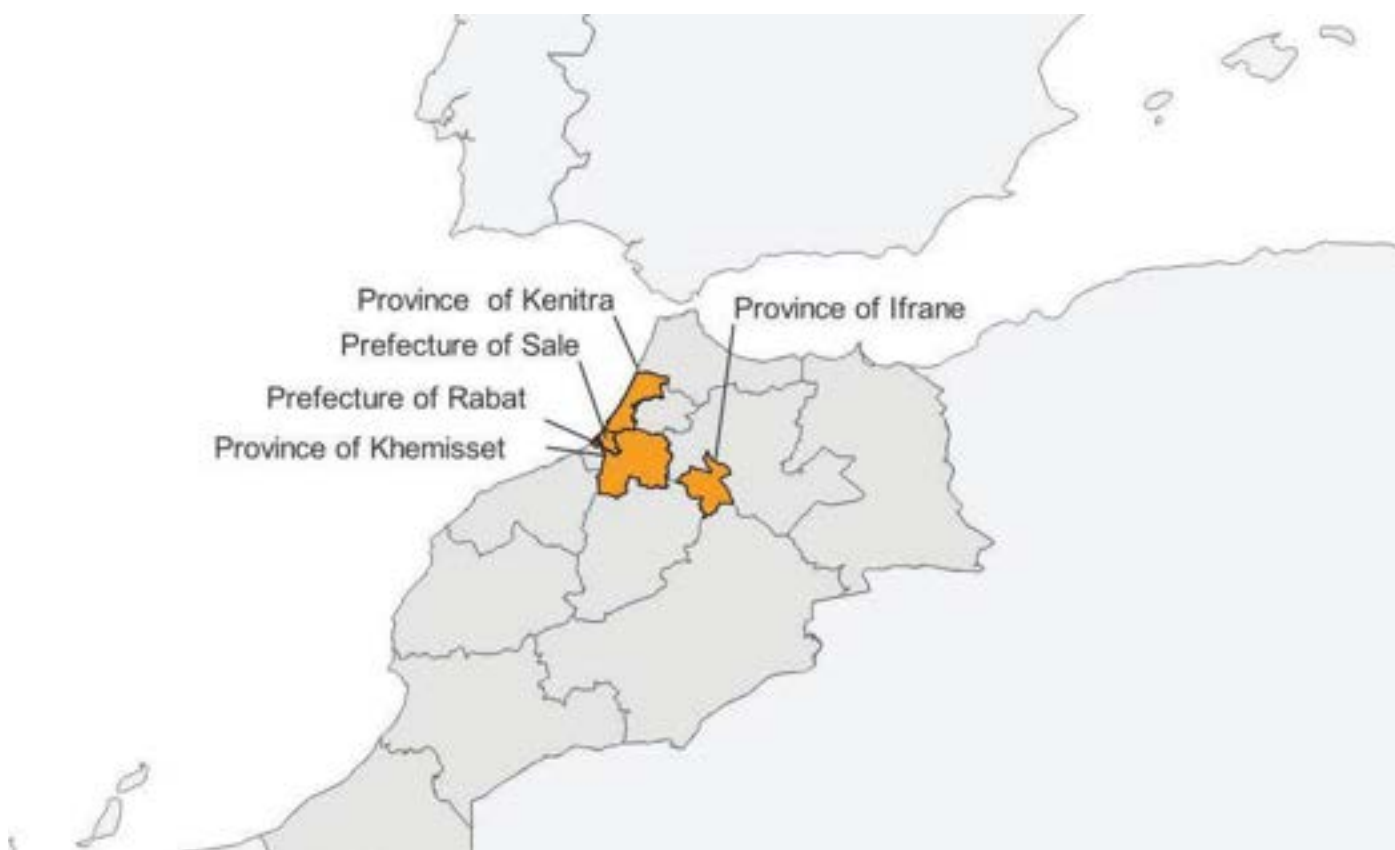 Province of Kenitra
Province of Ifrane
Prefecture of Sale
Prefecture of Rabat
Province of Khemisset